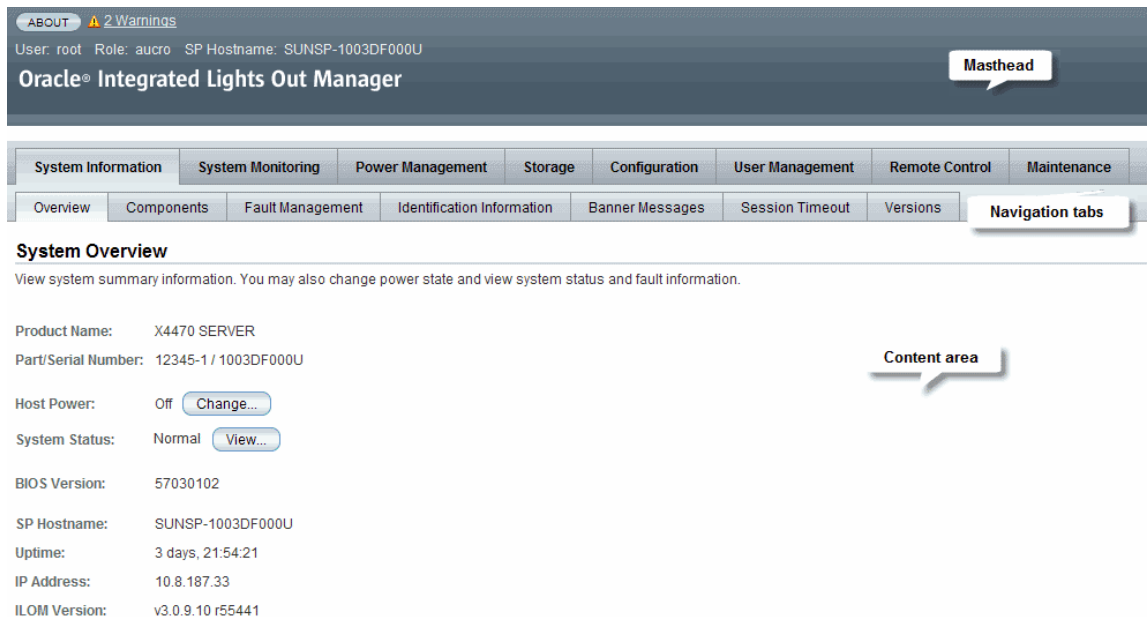 ABOUT 2 Warnings
User: root Role: aucro SP Hostname: SUNSP-1003DF000U
Oracle® Integrated Lights Out Manager
Masthead
System Information System Monitoring Power Management Storage Configuration User Management Remote Control Maintenance
Overview Components Fault Management Identification Information Banner Messages Session Timeout Versions
Navigation tabs
System Overview
View system summary information. You may also change power state and view system status and fault information.
Product Name: X4470 SERVER
Part/Serial Number: 12345-1 / 1003DF000U
Content area
Host Power: Off Change...
System Status: Normal View...
BIOS Version: 57030102
SP Hostname: SUNSP-1003DF000U
Uptime: 3 days, 21:54:21
IP Address: 10.8.187.33
ILOM Version: v3.0.9.10 r55441